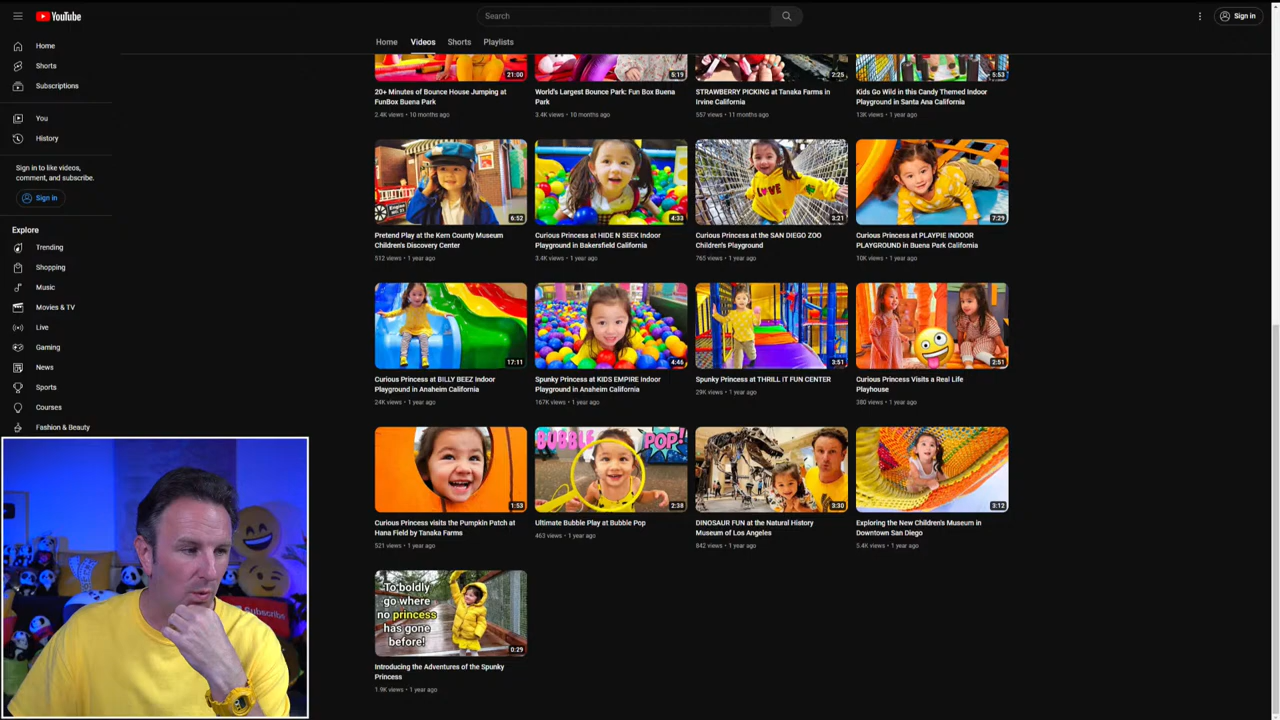 YouTube
Search
Sign in
Home
Videos
Shorts
Playlists
Home
Shorts
Subscriptions
You
History
Sign in to like videos,
comment, and subscribe.
Sign in
Explore
Trending
Shopping
Music
Movies & TV
Live
Gaming
News
Sports
Courses
Fashion & Beauty
21:00
5:19
2:25
5:53
20+ Minutes of Bounce House Jumping at
FunBox Buena Park
2.4K views • 10 months ago
World's Largest Bounce Park: Fun Box Buena
Park
3.4K views • 10 months ago
STRAWBERRY PICKING at Tanaka Farms in
Irvine California
557 views • 11 months ago
Kids Go Wild in this Candy Themed Indoor
Playground in Santa Ana California
13K views • 1 year ago
6:52
LOVE
4:33
3:21
7:29
Pretend Play at the Kern County Museum
Children's Discovery Center
512 views • 1 year ago
Curious Princess at HIDE N SEEK Indoor
Playground in Bakersfield California
3.4K views • 1 year ago
Curious Princess at the SAN DIEGO ZOO
Children's Playground
765 views • 1 year ago
Curious Princess at PLAYPIE INDOOR
PLAYGROUND in Buena Park California
10K views • 1 year ago
17:11
4:46
3:51
2:51
Curious Princess at BILLY BEEZ Indoor
Playground in Anaheim California
24K views • 1 year ago
Spunky Princess at KIDS EMPIRE Indoor
Playground in Anaheim California
167K views • 1 year ago
Spunky Princess at THRILL IT FUN CENTER
29K views • 1 year ago
Curious Princess Visits a Real Life
Playhouse
380 views • 1 year ago
BUBBLE POP!
1:53
2:38
3:30
3:12
Curious Princess visits the Pumpkin Patch at
Hana Field by Tanaka Farms
521 views • 1 year ago
Ultimate Bubble Play at Bubble Pop
463 views • 1 year ago
DINOSAUR FUN at the Natural History
Museum of Los Angeles
842 views • 1 year ago
Exploring the New Children's Museum in
Downtown San Diego
5.4K views • 1 year ago
To boldly
go where
no princess
has gone
before!
0:29
Introducing the Adventures of the Spunky
Princess
1.9K views • 1 year ago
Subscribe